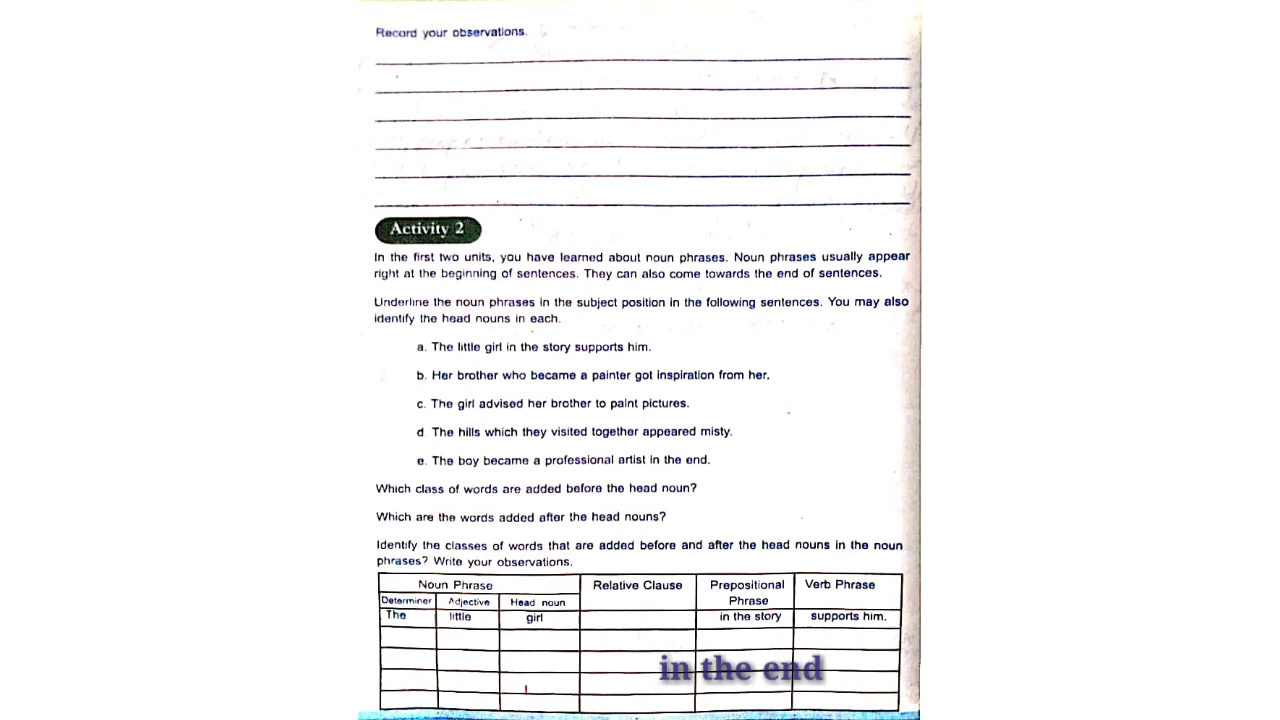 Record your observations.
Activity 2
In the first two units, you have learned about noun phrases. Noun phrases usually appear
right at the beginning of sentences. They can also come towards the end of sentences.
Underline the noun phrases in the subject position in the following sentences. You may also
identify the head nouns in each.
a. The little girl in the story supports him.
b. Her brother who became a painter got inspiration from her.
c. The girl advised her brother to paint pictures.
d The hills which they visited together appeared misty.
e. The boy became a professional artist in the end.
Which class of words are added before the head noun?
Which are the words added after the head nouns?
Identify the classes of words that are added before and after the head nouns in the noun
phrases? Write your observations.
Noun Phrase Relative Clause Prepositional Verb Phrase
Phrase
Determiner Adjective Head noun
The little girl in the story supports him.
in the end